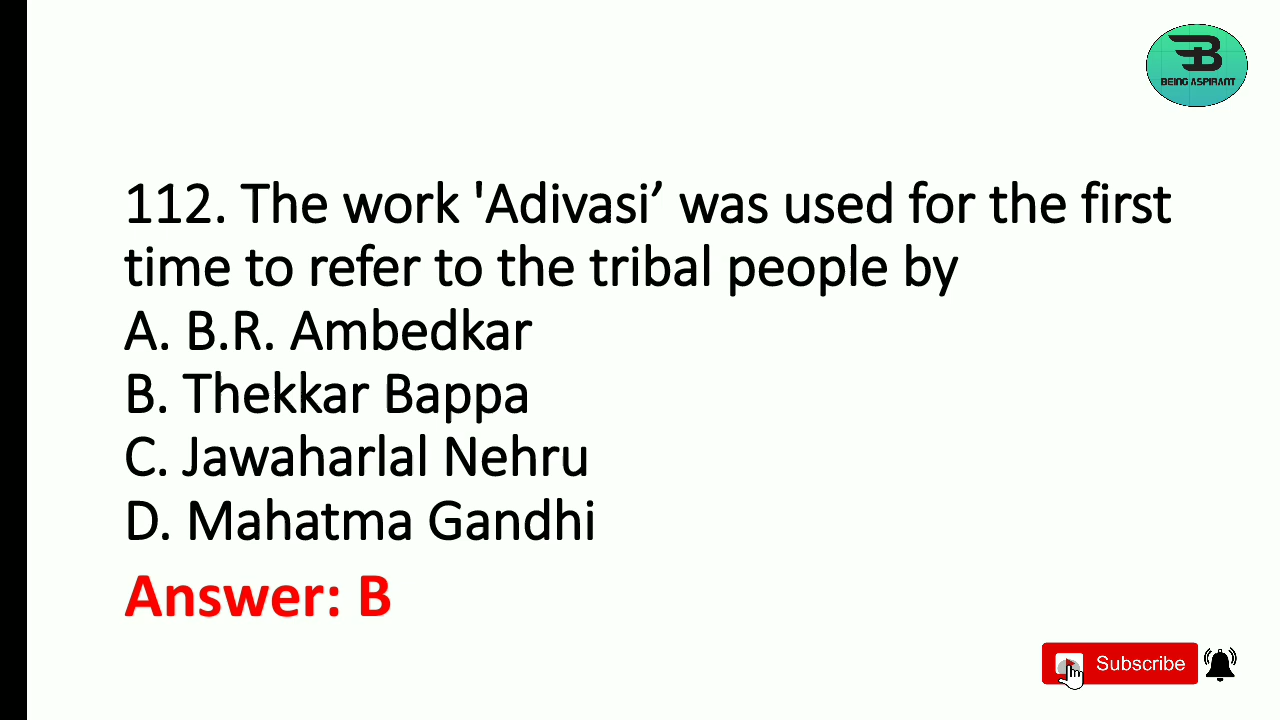 BEING ASPIRANT
112. The work 'Adivasi’ was used for the first
time to refer to the tribal people by
A. B.R. Ambedkar
B. Thekkar Bappa
C. Jawaharlal Nehru
D. Mahatma Gandhi
Answer: B
Subscribe